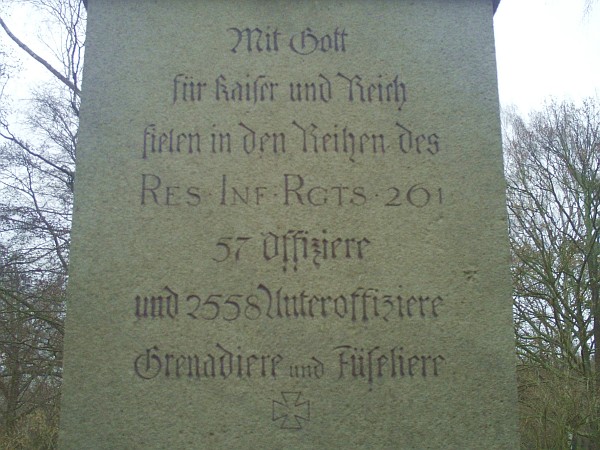 Mit Gott
für Kaiser und Reich
fielen in den Reihen des
RES·INF·RGTS·261
57 Offiziere
und 2558 Unteroffiziere
Grenadiere und Füseliere